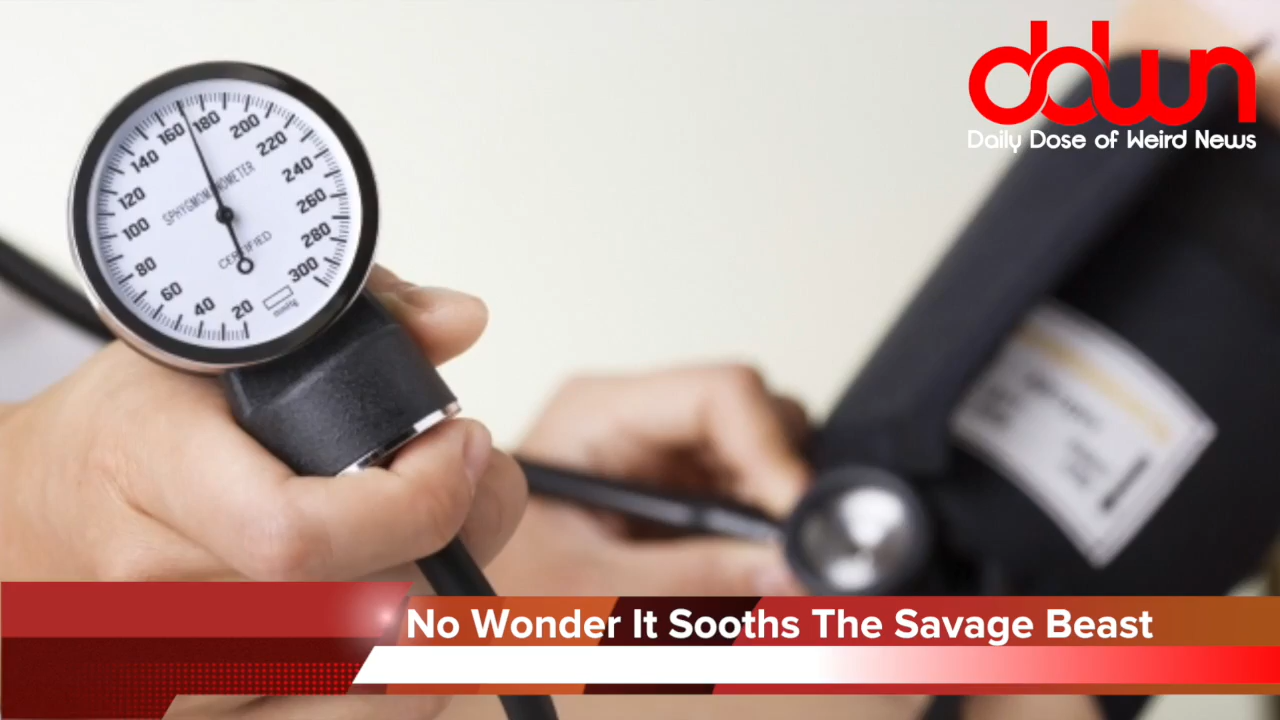 ddwn
Daily Dose of Weird News
200
180
220
160
240
140
260
120
SPHYGMOMANOMETER
100
280
CERTIFIED
80
300
60
40
20
mmHg
No Wonder It Sooths The Savage Beast